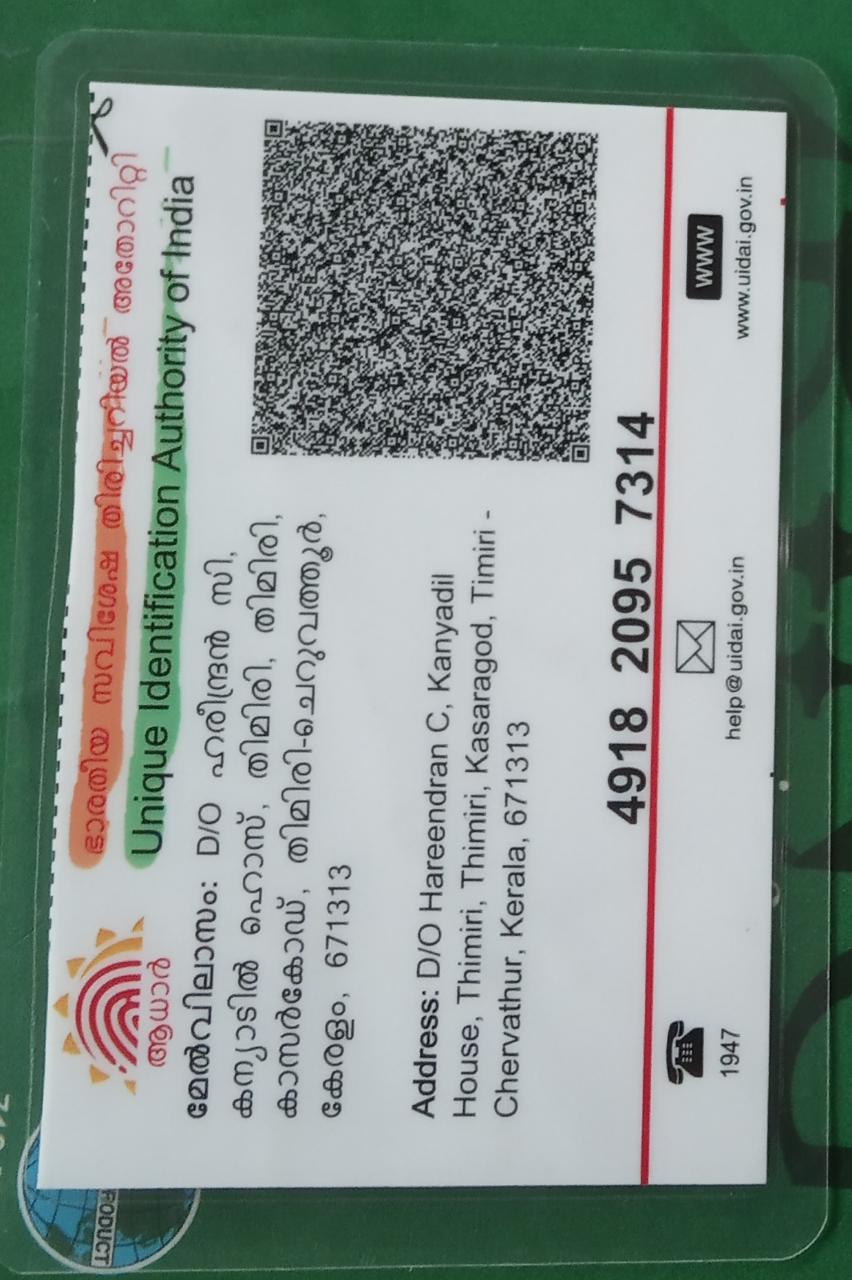 ഭാരതീയ സവിശേഷ തിരിച്ചറിയൽ അതോറിറ്റി
Unique Identification Authority of India
ആധാർ
മേൽവിലാസം: D/O ഹരീന്ദ്രൻ സി,
കന്യാടിൽ ഹൌസ്, തിമിരി, തിമിരി,
കാസർകോഡ്, തിമിരി-ചെറുവത്തൂർ,
കേരളം, 671313
Address: D/O Hareendran C, Kanyadil
House, Thimiri, Thimiri, Kasaragod, Timiri -
Chervathur, Kerala, 671313
4918 2095 7314
1947
help@uidai.gov.in
WWW
www.uidai.gov.in
RODUCT